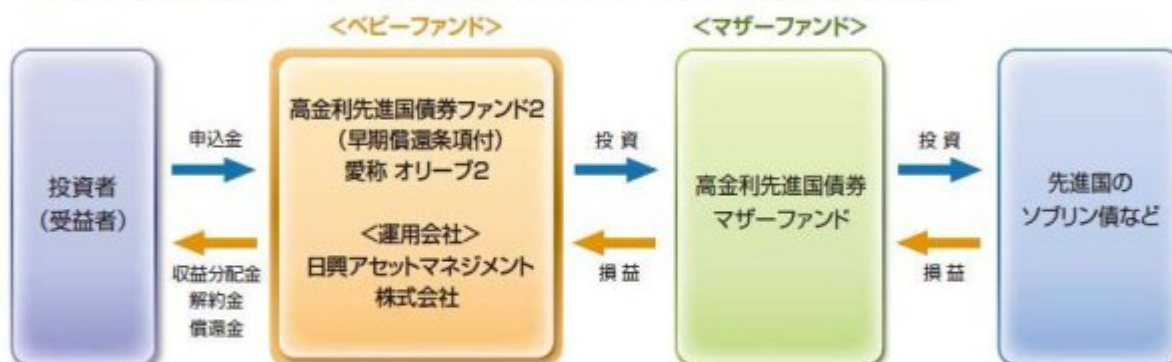 <ベビーファンド>
<マザーファンド>
投資者
(受益者)
申込金
収益分配金
解約金
償還金
高金利先進国債券ファンド2
(早期償還条項付)
愛称 オリーブ2
<運用会社>
日興アセットマネジメント
株式会社
投 資
損 益
高金利先進国債券
マザーファンド
投 資
損 益
先進国の
ソブリン債など